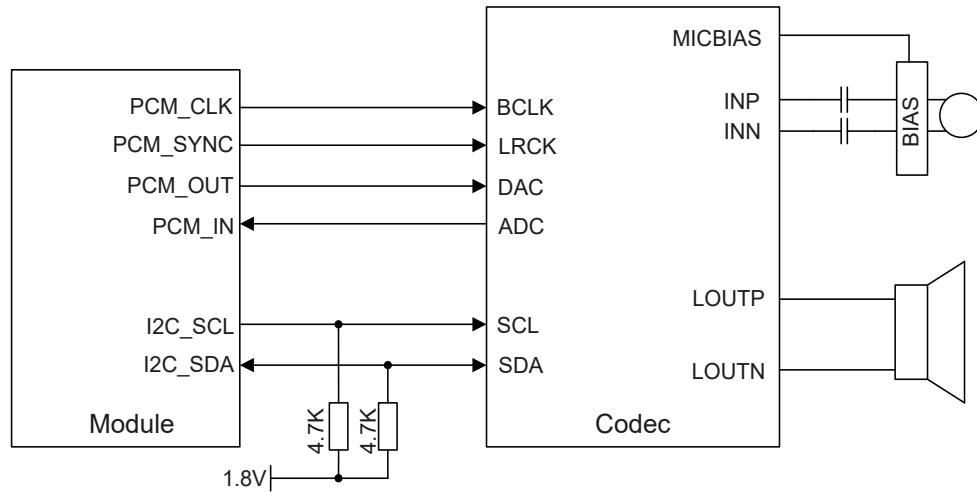 MICBIAS
PCM_CLK
BCLK
INP
PCM_SYNC
LRCK
INN
BIAS
PCM_OUT
DAC
PCM_IN
ADC
LOUTP
I2C_SCL
SCL
I2C_SDA
SDA
LOUTN
4.7K
4.7K
Module
Codec
1.8V